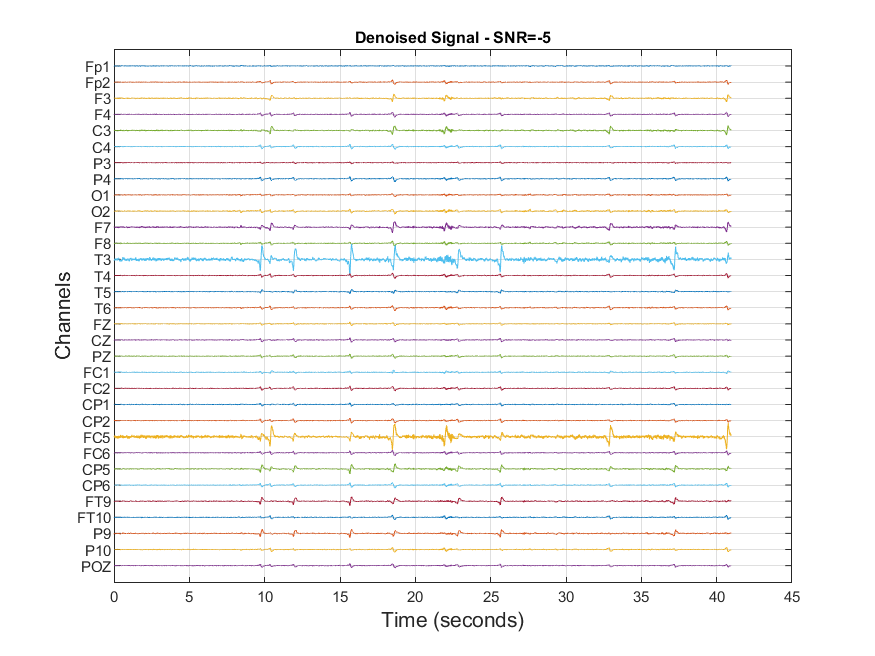 Denoised Signal - SNR=-5
Fp1
Fp2
F3
F4
C3
C4
P3
P4
O1
O2
F7
F8
T3
T4
T5
T6
FZ
CZ
PZ
FC1
FC2
CP1
CP2
FC5
FC6
CP5
CP6
FT9
FT10
P9
P10
POZ
Channels
0 5 10 15 20 25 30 35 40 45
Time (seconds)